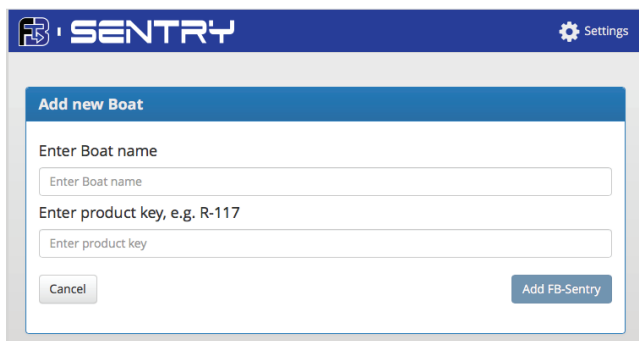 FB SENTRY
Settings
Add new Boat
Enter Boat name
Enter Boat name
Enter product key, e.g. R-117
Enter product key
Cancel
Add FB-Sentry